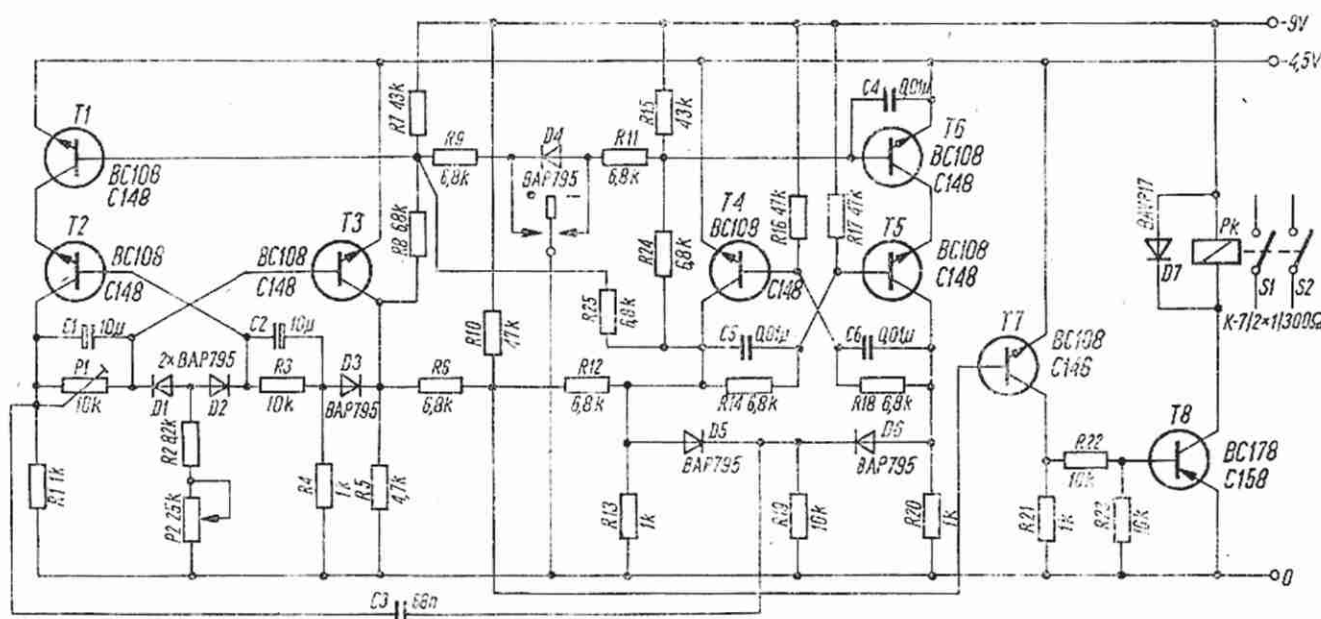 -9V
-4,5V
C4
0,01µ
T1
BC108
C148
R7 43k
R9
6,8k
D4
BAP795
R11
6,8k
R15
43k
T6
BC108
C148
T2
BC108
C148
T3
BC108
C148
R8 6,8k
R24
6,8k
R25
6,8k
T4
BC108
C148
R16 47k
R17 47k
T5
BC108
C148
BAYP17
D7
Pk
S1
S2
K-7/2×1/300Ω
C1
10µ
C2
10µ
R10
47k
C5
0,01µ
C6
0,01µ
T7
BC108
C146
P1
10k
2×BAP795
D1
D2
R3
10k
D3
BAP795
R6
6,8k
R12
6,8k
R14 6,8k
R18 6,8k
T8
BC178
C158
R1 1k
R2 82k
P2 25k
R4
1k
R5
4,7k
D5
BAP795
D6
BAP795
R13
1k
R19
10k
R20
1k
R22
10k
R21
1k
R23
10k
0
C3
68n